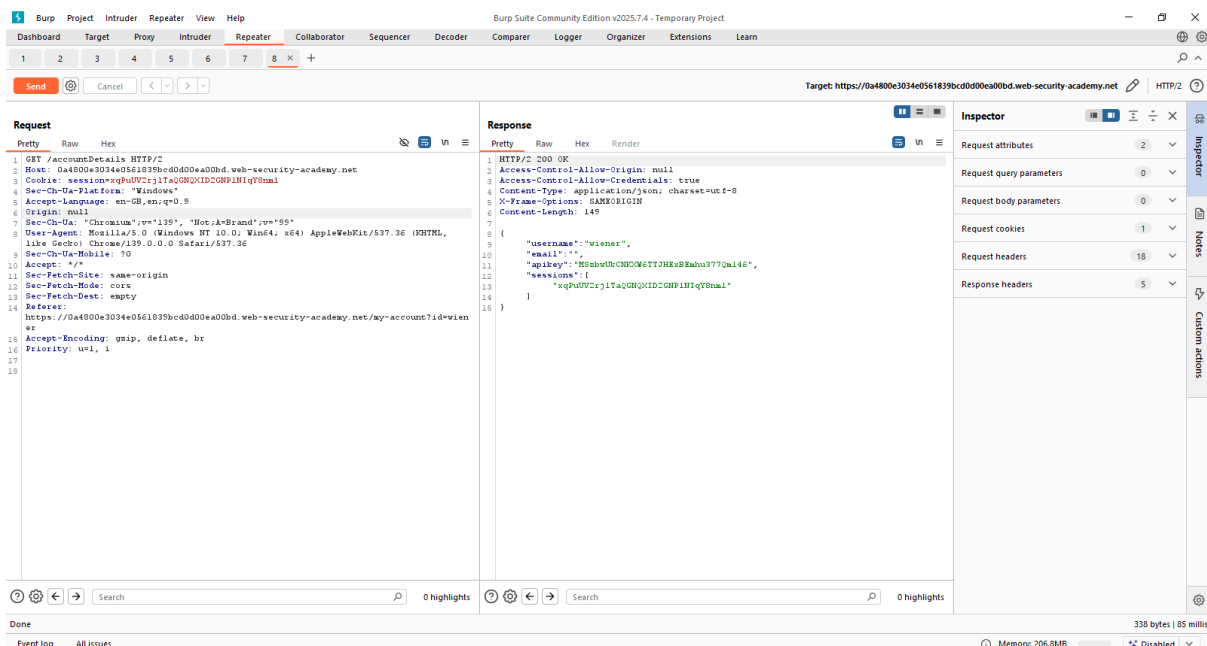 Burp Project Intruder Repeater View Help Burp Suite Community Edition v2025.7.4 - Temporary Project
Dashboard Target Proxy Intruder Repeater Collaborator Sequencer Decoder Comparer Logger Organizer Extensions Learn
1 2 3 4 5 6 7 8 × +
Send Cancel < > Target: https://0a4800e3034e0561839bcd0d00ea00bd.web-security-academy.net HTTP/2
Request
Pretty Raw Hex \n
1 GET /accountDetails HTTP/2
2 Host: 0a4800e3034e0561839bcd0d00ea00bd.web-security-academy.net
3 Cookie: session=xqPuUV2rjlTaQGNQXID2GNPlNIqY8nml
4 Sec-Ch-Ua-Platform: "Windows"
5 Accept-Language: en-GB,en;q=0.9
6 Origin: null
7 Sec-Ch-Ua: "Chromium";v="139", "Not;A=Brand";v="99"
8 User-Agent: Mozilla/5.0 (Windows NT 10.0; Win64; x64) AppleWebKit/537.36 (KHTML,
like Gecko) Chrome/139.0.0.0 Safari/537.36
9 Sec-Ch-Ua-Mobile: ?0
10 Accept: */*
11 Sec-Fetch-Site: same-origin
12 Sec-Fetch-Mode: cors
13 Sec-Fetch-Dest: empty
14 Referer:
https://0a4800e3034e0561839bcd0d00ea00bd.web-security-academy.net/my-account?id=wien
er
15 Accept-Encoding: gzip, deflate, br
16 Priority: u=1, i
17
18
Search 0 highlights
Response
Pretty Raw Hex Render \n
1 HTTP/2 200 OK
2 Access-Control-Allow-Origin: null
3 Access-Control-Allow-Credentials: true
4 Content-Type: application/json; charset=utf-8
5 X-Frame-Options: SAMEORIGIN
6 Content-Length: 149
7
8 {
9 "username":"wiener",
10 "email":"",
11 "apikey":"MSzbwUkCNKXW6TTJHExBEmhu377Qml46",
12 "sessions":[
13 "xqPuUV2rjlTaQGNQXID2GNPlNIqY8nml"
14 ]
15 }
Search 0 highlights
Inspector
Request attributes 2
Request query parameters 0
Request body parameters 0
Request cookies 1
Request headers 18
Response headers 5
Inspector
Notes
Custom actions
Done 338 bytes | 85 millis
Event log All issues Memory: 206.8MB Disabled